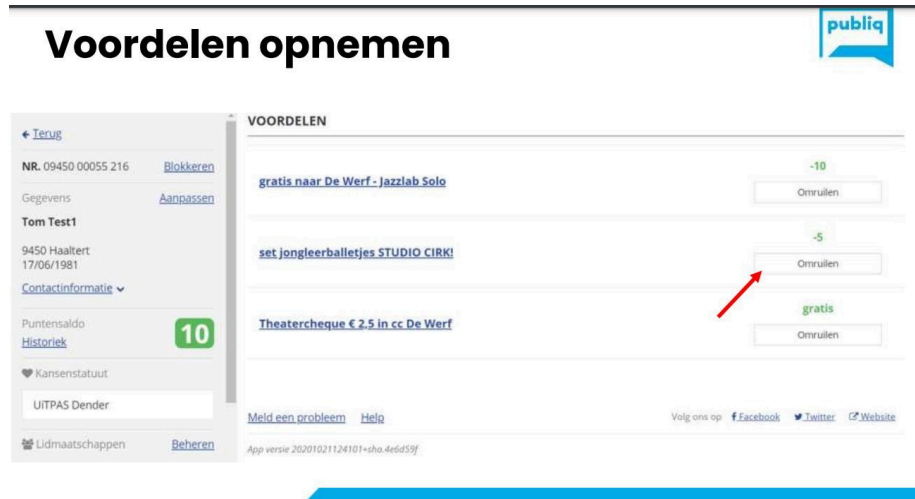 Voordelen opnemen
publiq
← Terug
NR. 09450 00055 216 Blokkeren
Gegevens Aanpassen
Tom Test1
9450 Haaltert
17/06/1981
Contactinformatie
Puntensaldo
Historiek
10
Kansenstatuut
UiTPAS Dender
Lidmaatschappen Beheren
VOORDELEN
gratis naar De Werf - Jazzlab Solo
-10
Omruilen
set jongleerballetjes STUDIO CIRK!
-5
Omruilen
Theatercheque € 2,5 in cc De Werf
gratis
Omruilen
Meld een probleem Help
Volg ons op Facebook Twitter Website
App versie 20201021124101+sha.4e6d59f